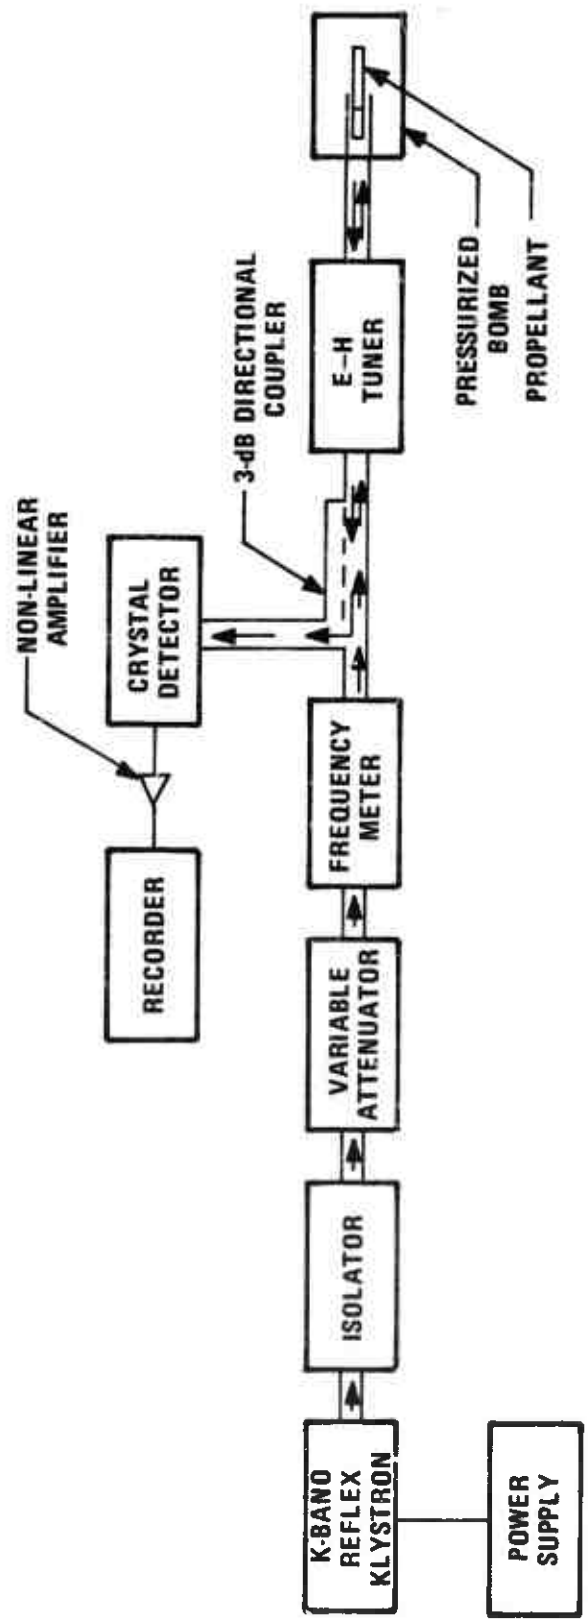 NON-LINEAR
AMPLIFIER
RECORDER
CRYSTAL
DETECTOR
3-dB DIRECTIONAL
COUPLER
K-BANO
REFLEX
KLYSTRON
ISOLATOR
VARIABLE
ATTENUATOR
FREQUENCY
METER
E-H
TUNER
POWER
SUPPLY
PRESSURIZED
BOMB
PROPELLANT